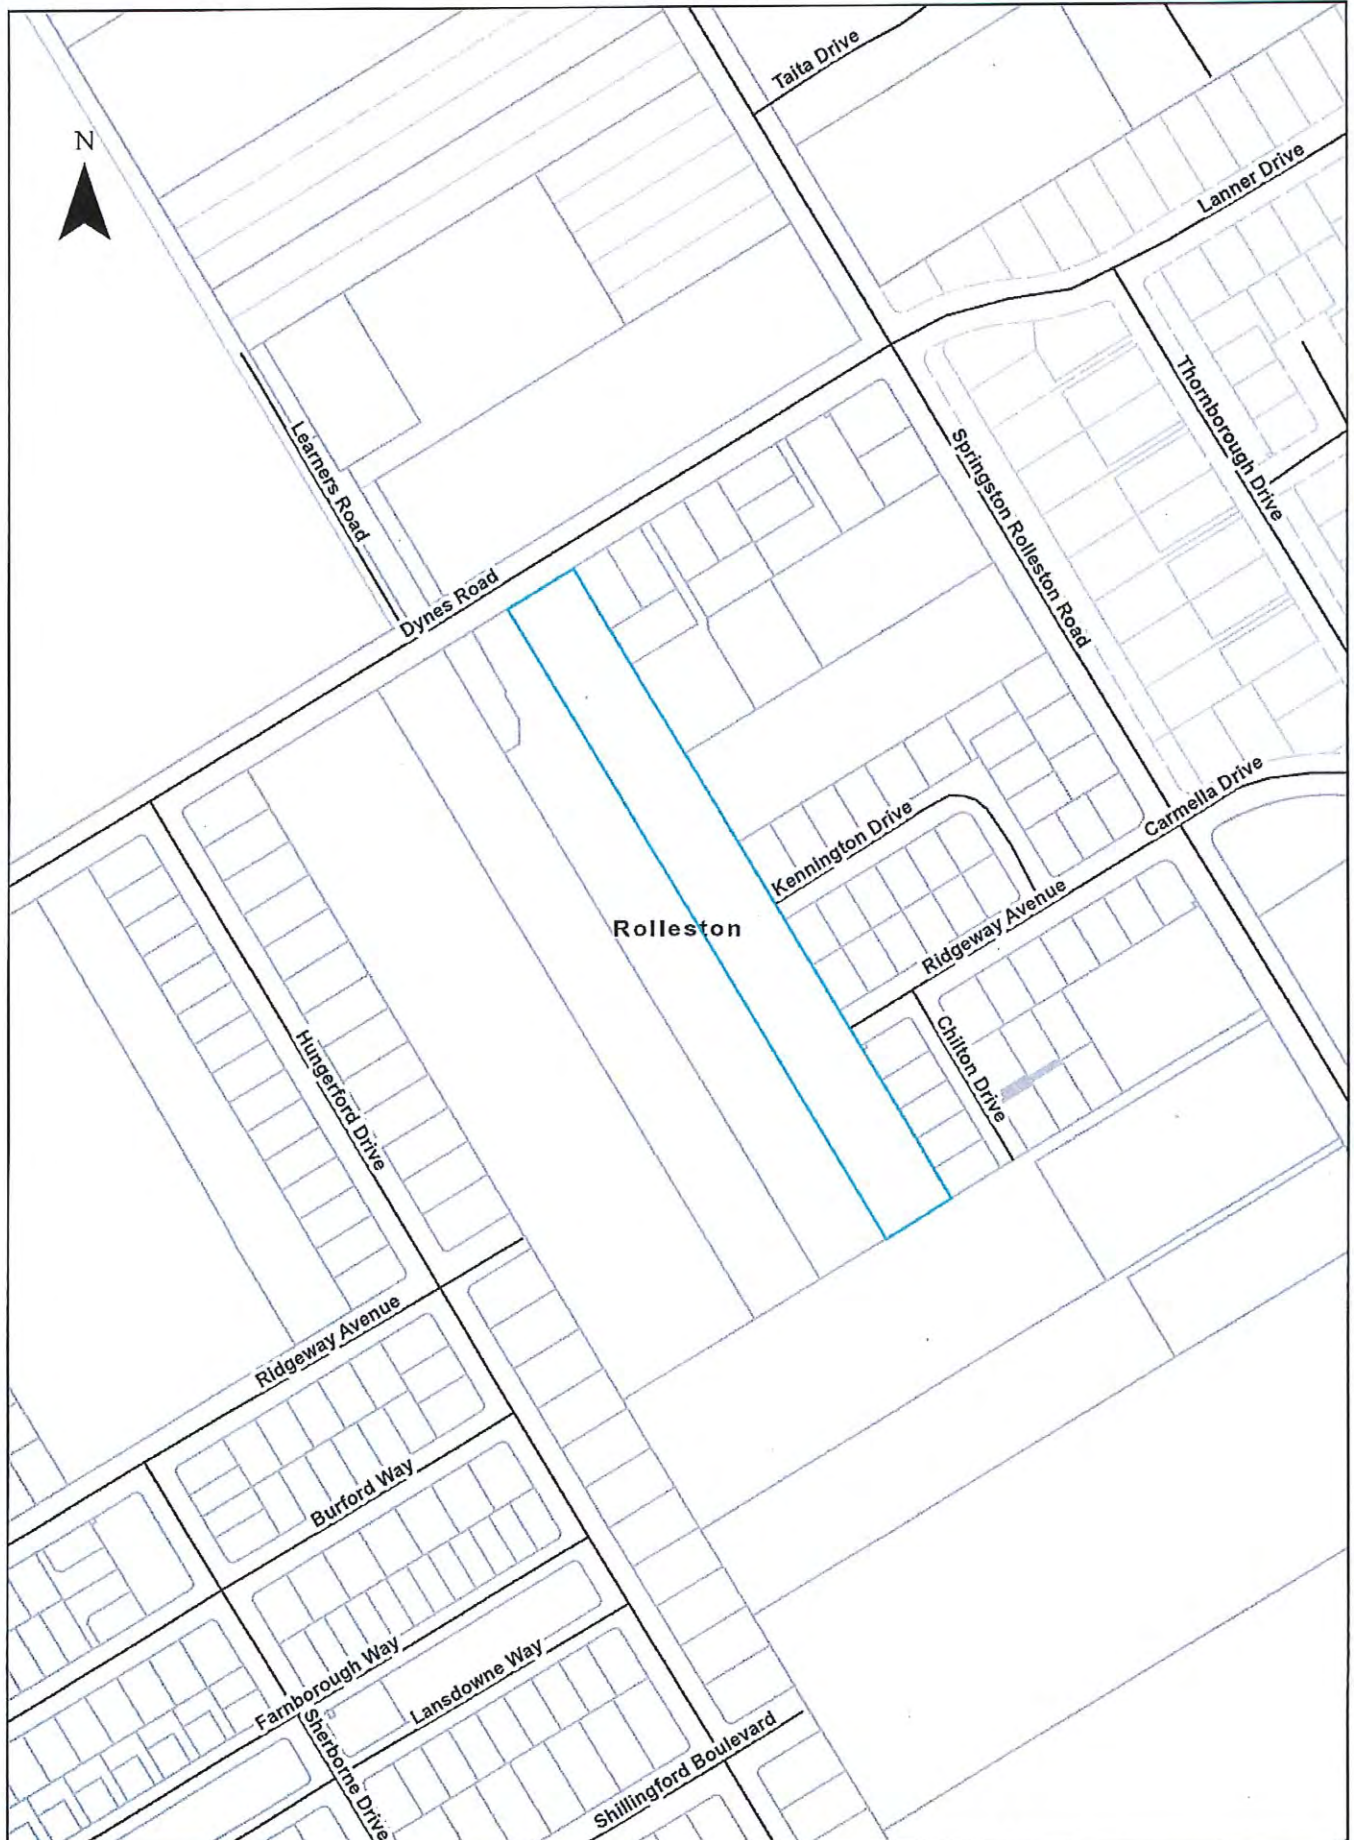 Taita Drive
N
Lanner Drive
Thornborough Drive
Learners Road
Springston Rolleston Road
Dynes Road
Carmella Drive
Kennington Drive
Rolleston
Ridgeway Avenue
Chilton Drive
Hungerford Drive
Ridgeway Avenue
Burford Way
Farnborough Way
Lansdowne Way
Sherborne Drive
Shillingford Boulevard